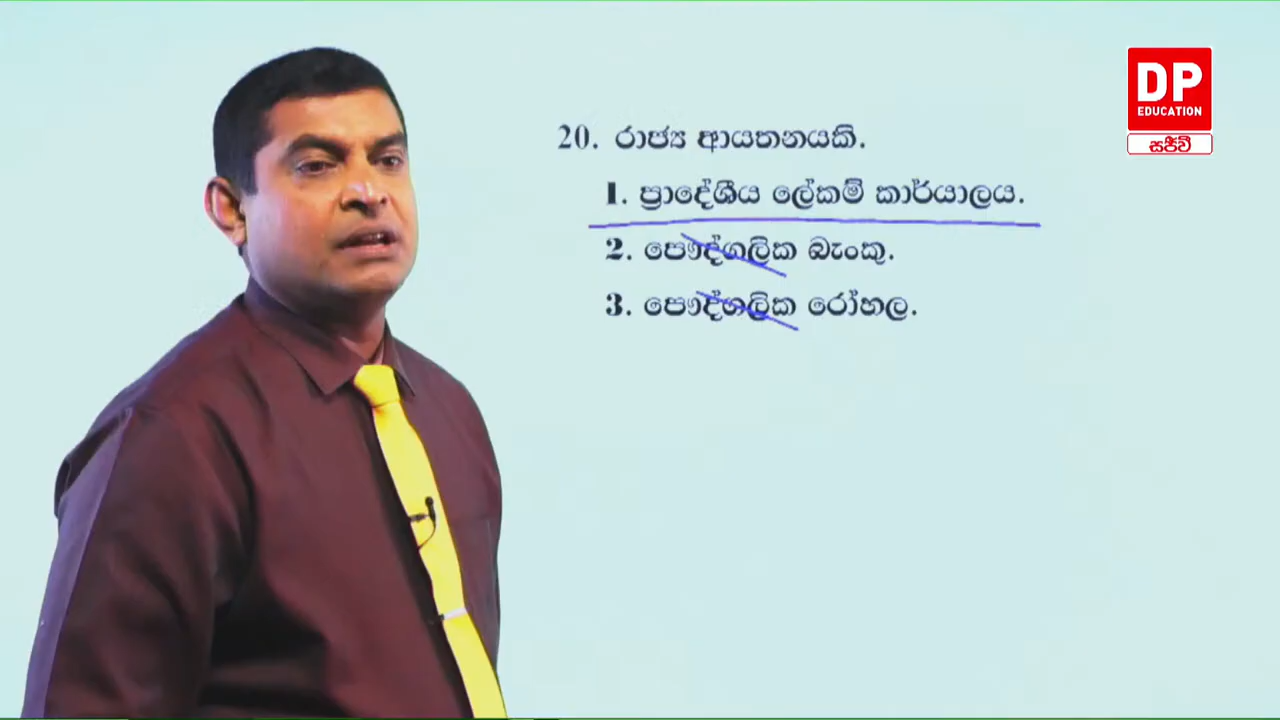 DP
EDUCATION
සජීවී
20. රාජ්‍ය ආයතනයකි.
1. ප්‍රාදේශීය ලේකම් කාර්යාලය.
2. පෞද්ගලික බැංකු.
3. පෞද්ගලික රෝහල.